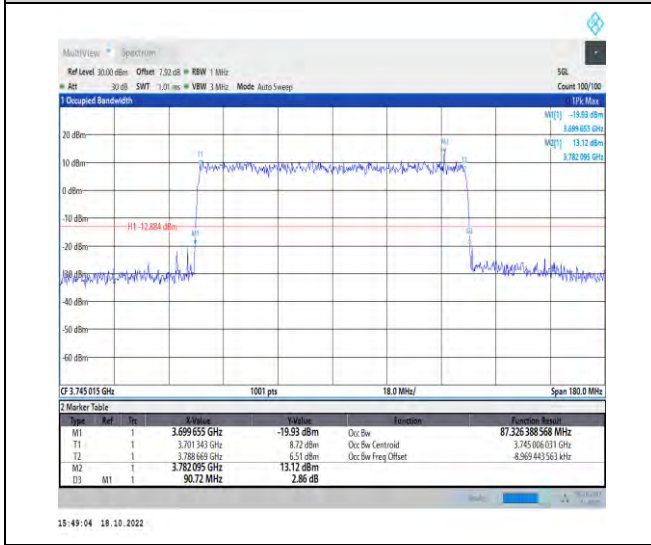 MultiView Spectrum
Ref Level 30.00 dBm Offset 7.92 dB RBW 1 MHz SGL
Att 30 dB SWT 1.01 ms VBW 3 MHz Mode Auto Sweep Count 100/100
1 Occupied Bandwidth 1Pk Max
M1[1] -19.93 dBm
3.699 655 GHz
M2[1] 13.12 dBm
3.782 095 GHz
20 dBm
M2
T1
T2
10 dBm
0 dBm
-10 dBm
H1 -12.884 dBm
M1
-20 dBm
-30 dBm
-40 dBm
-50 dBm
-60 dBm
CF 3.745 015 GHz 1001 pts 18.0 MHz/ Span 180.0 MHz
2 Marker Table
Type Ref Trc X-Value Y-Value Function Function Result
M1 1 3.699 655 GHz -19.93 dBm Occ Bw 87.326 388 568 MHz
T1 1 3.701 343 GHz 8.72 dBm Occ Bw Centroid 3.745 006 031 GHz
T2 1 3.788 669 GHz 6.51 dBm Occ Bw Freq Offset -8.969 443 563 kHz
M2 1 3.782 095 GHz 13.12 dBm
D3 M1 1 90.72 MHz 2.86 dB
15:49:04 18.10.2022